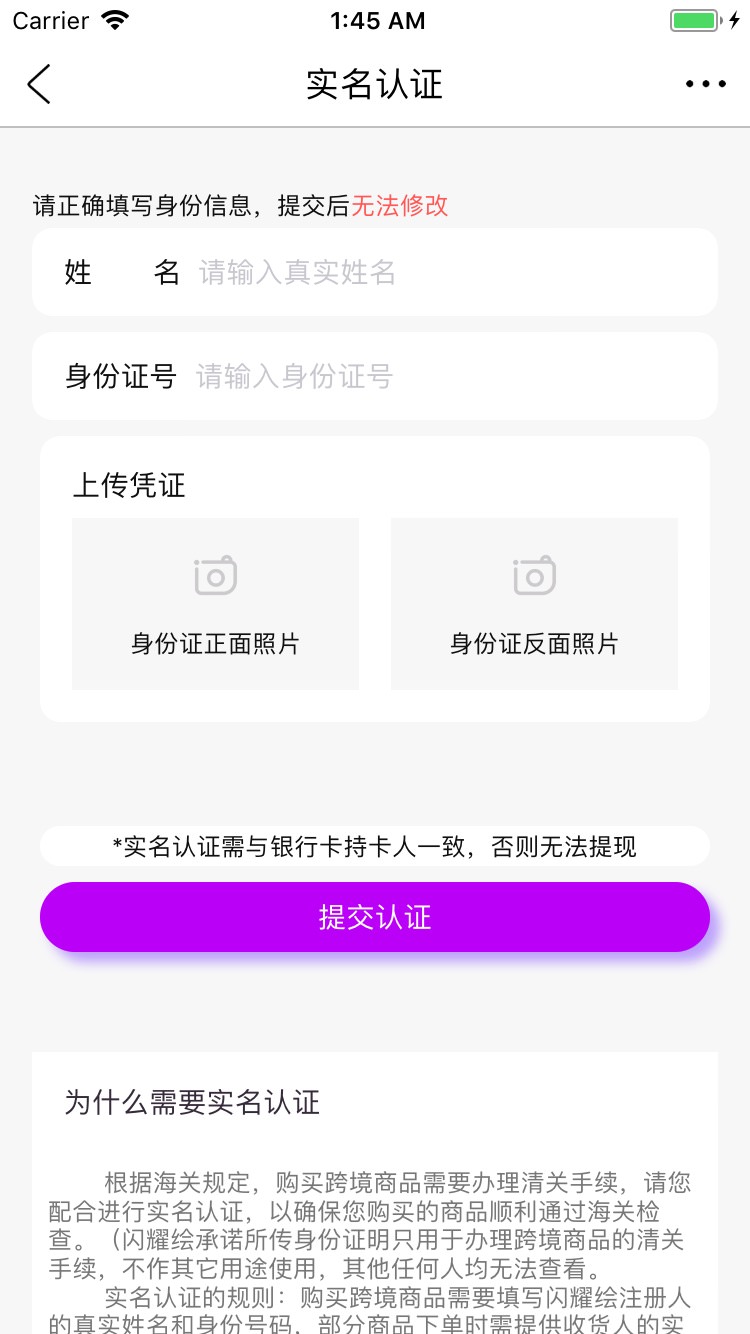 Carrier 1:45 AM
实名认证
请正确填写身份信息，提交后无法修改
姓 名 请输入真实姓名
身份证号 请输入身份证号
上传凭证
身份证正面照片 身份证反面照片
*实名认证需与银行卡持卡人一致，否则无法提现
提交认证
为什么需要实名认证
根据海关规定，购买跨境商品需要办理清关手续，请您
配合进行实名认证，以确保您购买的商品顺利通过海关检
查。（闪耀绘承诺所传身份证明只用于办理跨境商品的清关
手续，不作其它用途使用，其他任何人均无法查看。
实名认证的规则：购买跨境商品需要填写闪耀绘注册人
的真实姓名和身份号码，部分商品下单时需提供收货人的实